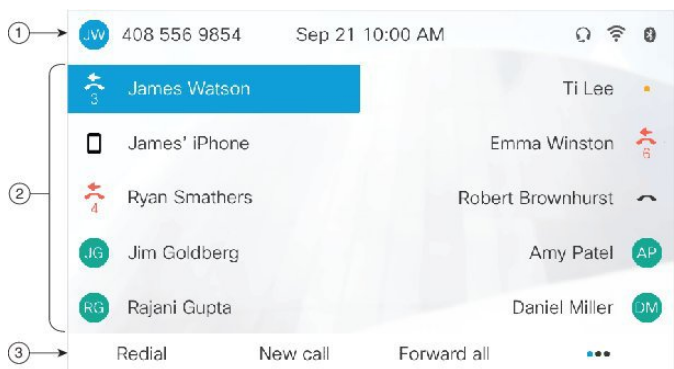 1 JW 408 556 9854 Sep 21 10:00 AM
James Watson Ti Lee
3
James' iPhone Emma Winston
6
2 Ryan Smathers Robert Brownhurst
4
JG Jim Goldberg Amy Patel AP
RG Rajani Gupta Daniel Miller DM
3 Redial New call Forward all